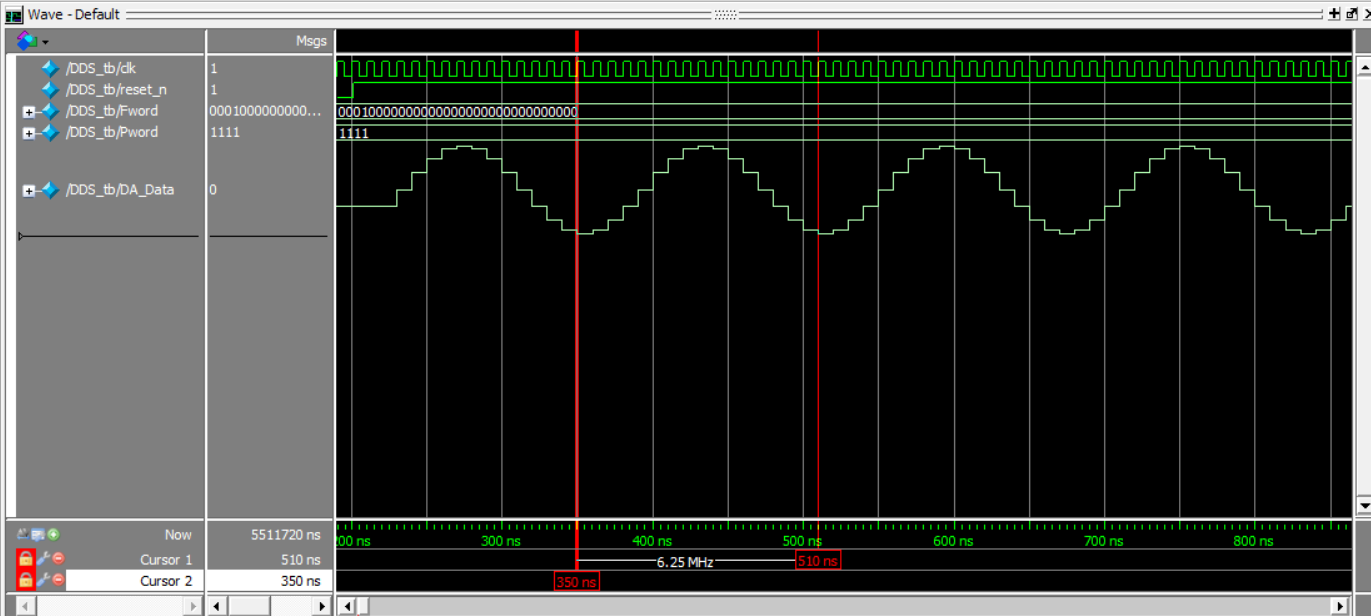 Wave - Default
Msgs
/DDS_tb/clk 1
/DDS_tb/reset_n 1
/DDS_tb/Fword 0001000000000... 00010000000000000000000000000000
/DDS_tb/Pword 1111 1111
/DDS_tb/DA_Data 0
Now 5511720 ns 200 ns 300 ns 400 ns 500 ns 600 ns 700 ns 800 ns
Cursor 1 510 ns 6.25 MHz 510 ns
Cursor 2 350 ns 350 ns